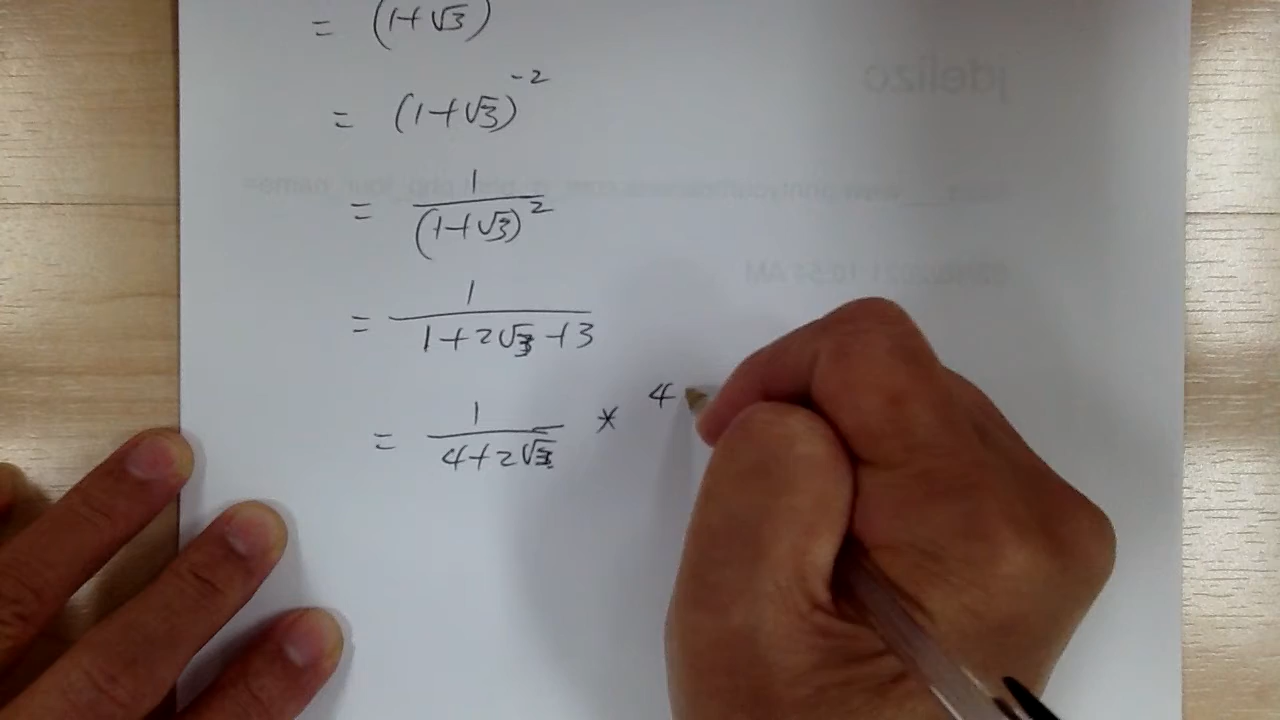 = (1+√3)
= (1+√3)^-2
= 1/(1+√3)^2
= 1/(1+2√3+3)
= 1/(4+2√3) * 4